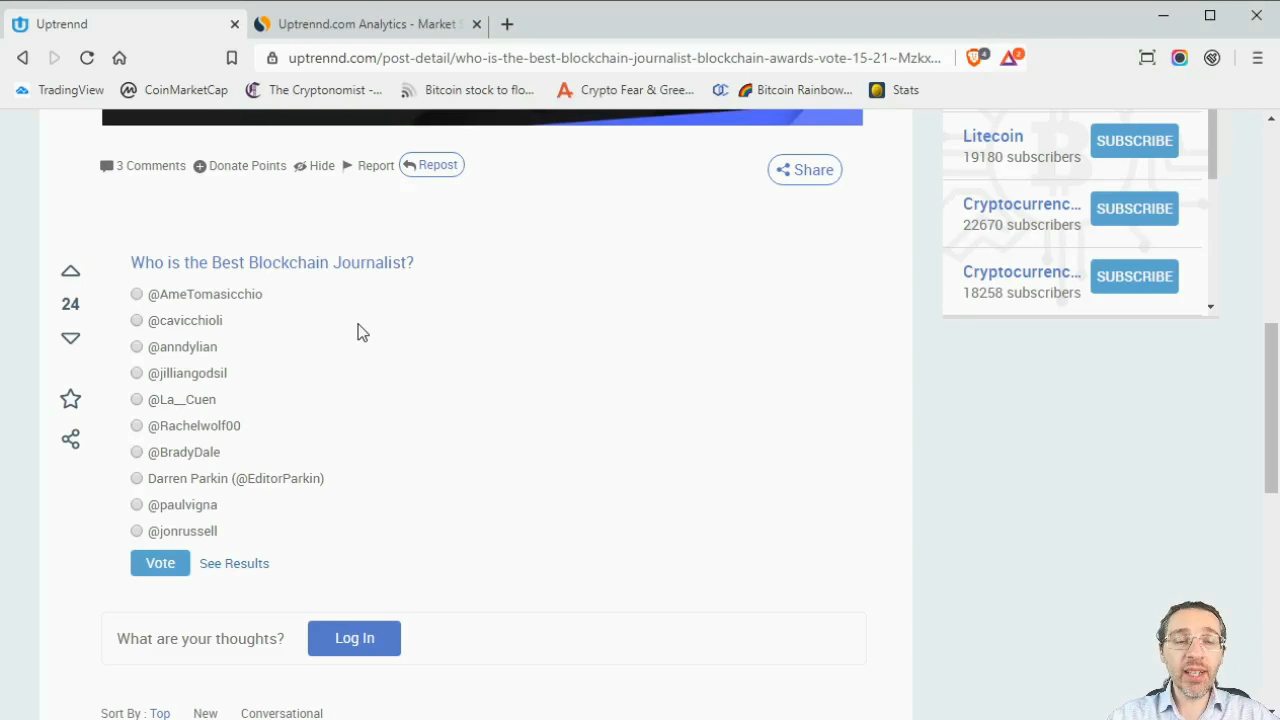 Uptrennd
Uptrennd.com Analytics - Market
uptrennd.com/post-detail/who-is-the-best-blockchain-journalist-blockchain-awards-vote-15-21~Mzkx...
4
2
TradingView
CoinMarketCap
The Cryptonomist -...
Bitcoin stock to flo...
Crypto Fear & Gree...
Bitcoin Rainbow...
Stats
3 Comments
Donate Points
Hide
Report
Repost
Share
Litecoin
19180 subscribers
SUBSCRIBE
Cryptocurrenc...
22670 subscribers
SUBSCRIBE
Cryptocurrenc...
18258 subscribers
SUBSCRIBE
24
Who is the Best Blockchain Journalist?
@AmeTomasicchio
@cavicchioli
@anndylian
@jilliangodsil
@La__Cuen
@Rachelwolf00
@BradyDale
Darren Parkin (@EditorParkin)
@paulvigna
@jonrussell
Vote
See Results
What are your thoughts?
Log In
Sort By : Top
New
Conversational